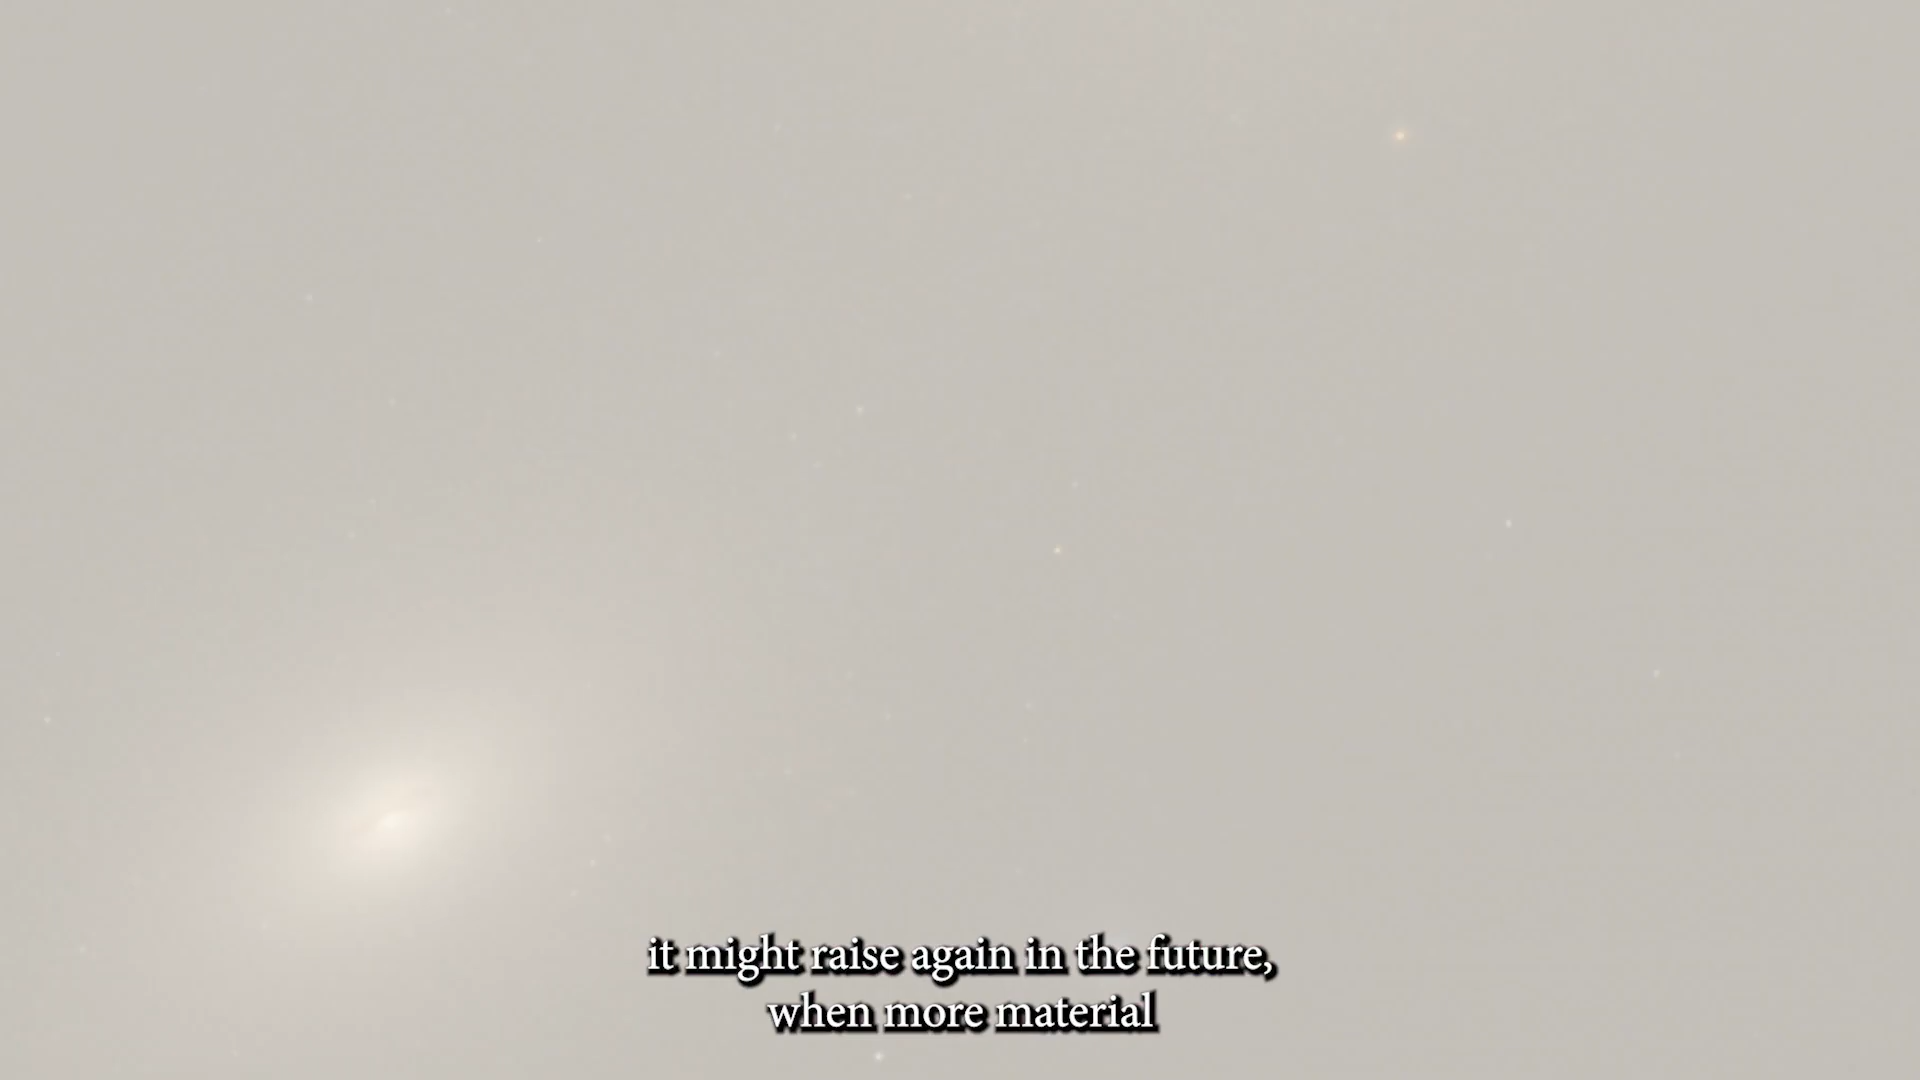 it might raise again in the future,
when more material